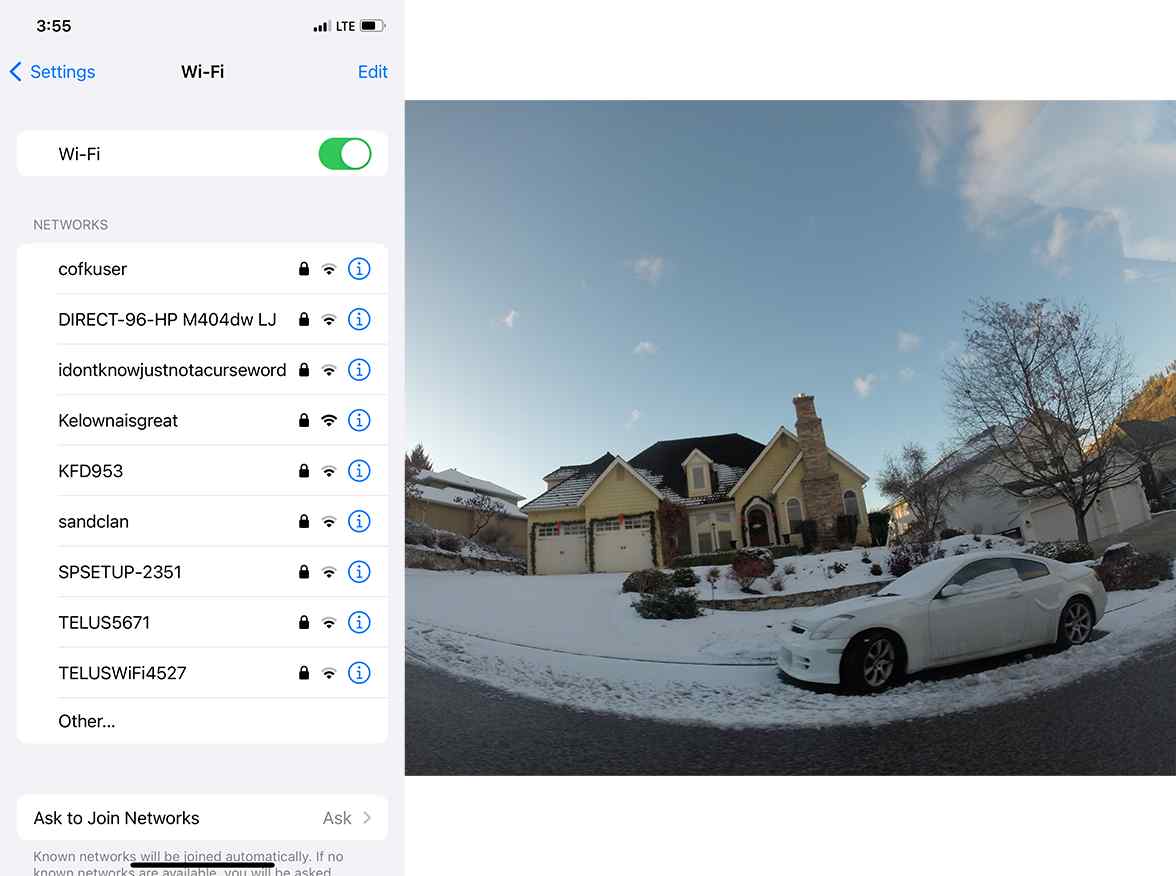 3:55
LTE
Settings
Wi-Fi
Edit
Wi-Fi
NETWORKS
cofkuser
DIRECT-96-HP M404dw LJ
idontknowjustnotacurseword
Kelownaisgreat
KFD953
sandclan
SPSETUP-2351
TELUS5671
TELUSWiFi4527
Other...
Ask to Join Networks
Ask
Known networks will be joined automatically. If no
known networks are available, you will be asked